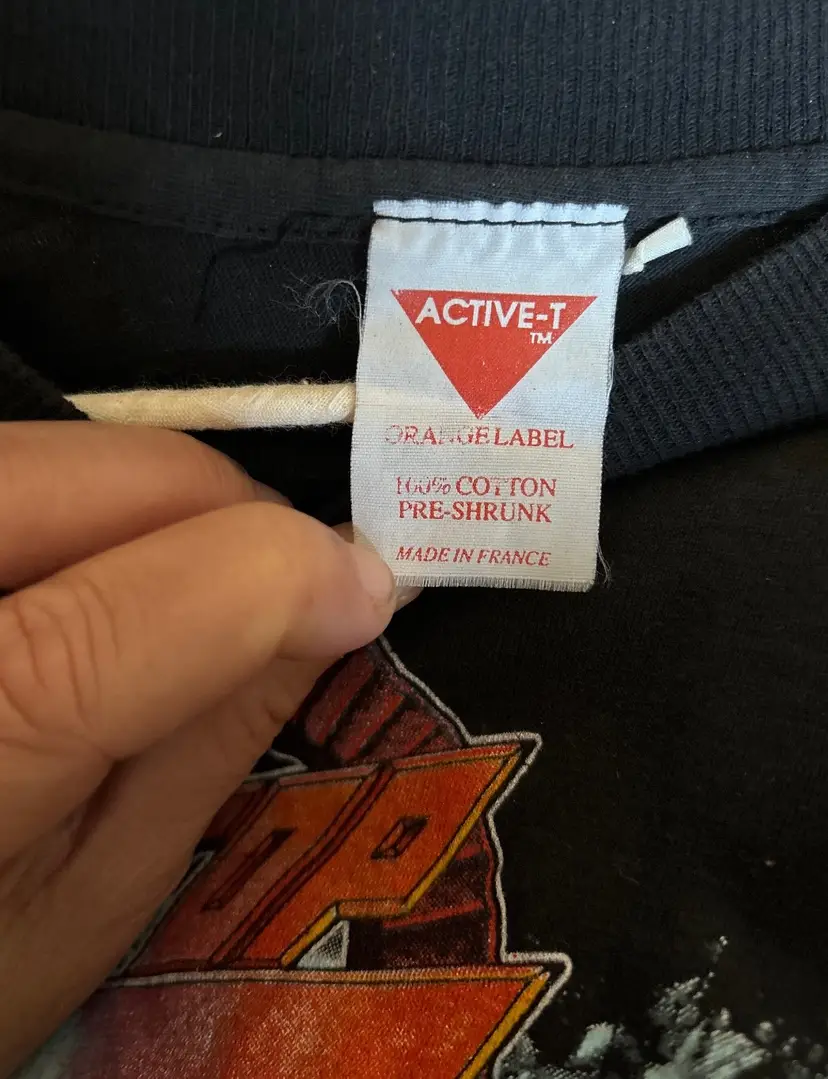 ACTIVE-T
TM
ORANGE LABEL
100% COTTON
PRE-SHRUNK
MADE IN FRANCE